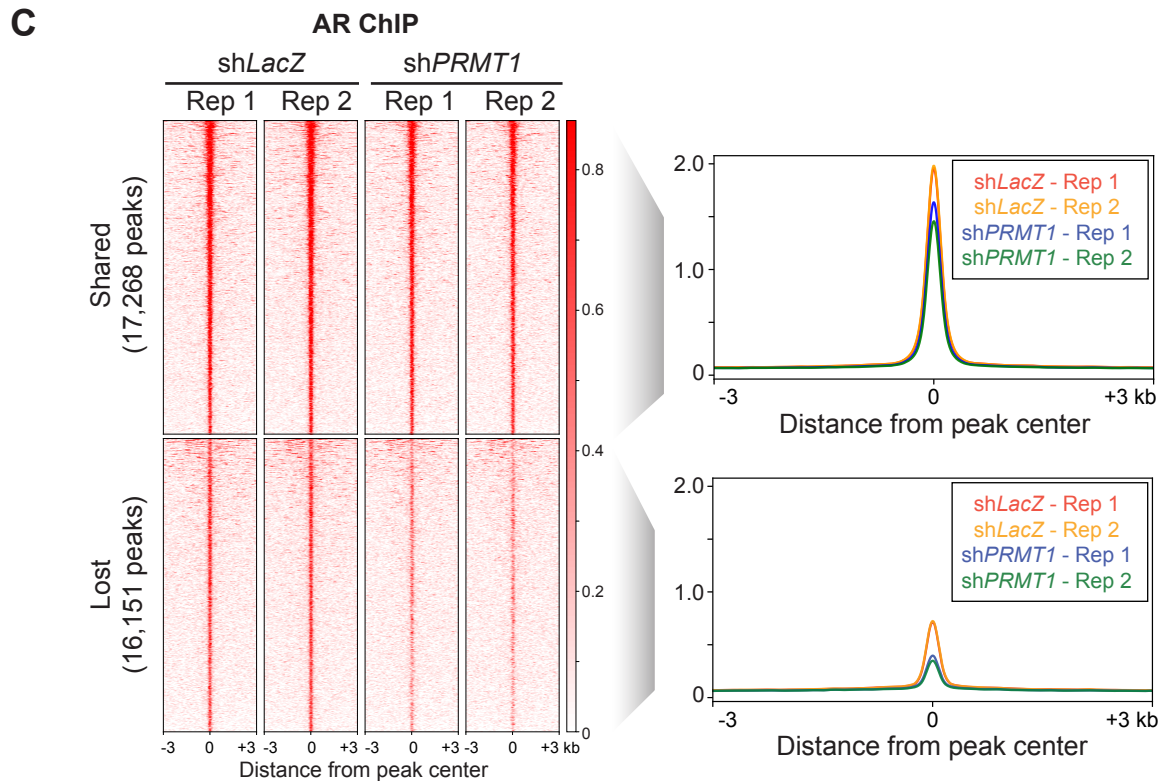 C
AR ChIP
shLacZ shPRMT1
Rep 1 Rep 2 Rep 1 Rep 2
Shared
(17,268 peaks)
Lost
(16,151 peaks)
0.8
0.6
0.4
0.2
0
-3 0 +3 -3 0 +3 -3 0 +3 -3 0 +3 kb
Distance from peak center
2.0
1.0
0
shLacZ - Rep 1
shLacZ - Rep 2
shPRMT1 - Rep 1
shPRMT1 - Rep 2
-3 0 +3 kb
Distance from peak center
2.0
1.0
0
shLacZ - Rep 1
shLacZ - Rep 2
shPRMT1 - Rep 1
shPRMT1 - Rep 2
-3 0 +3 kb
Distance from peak center